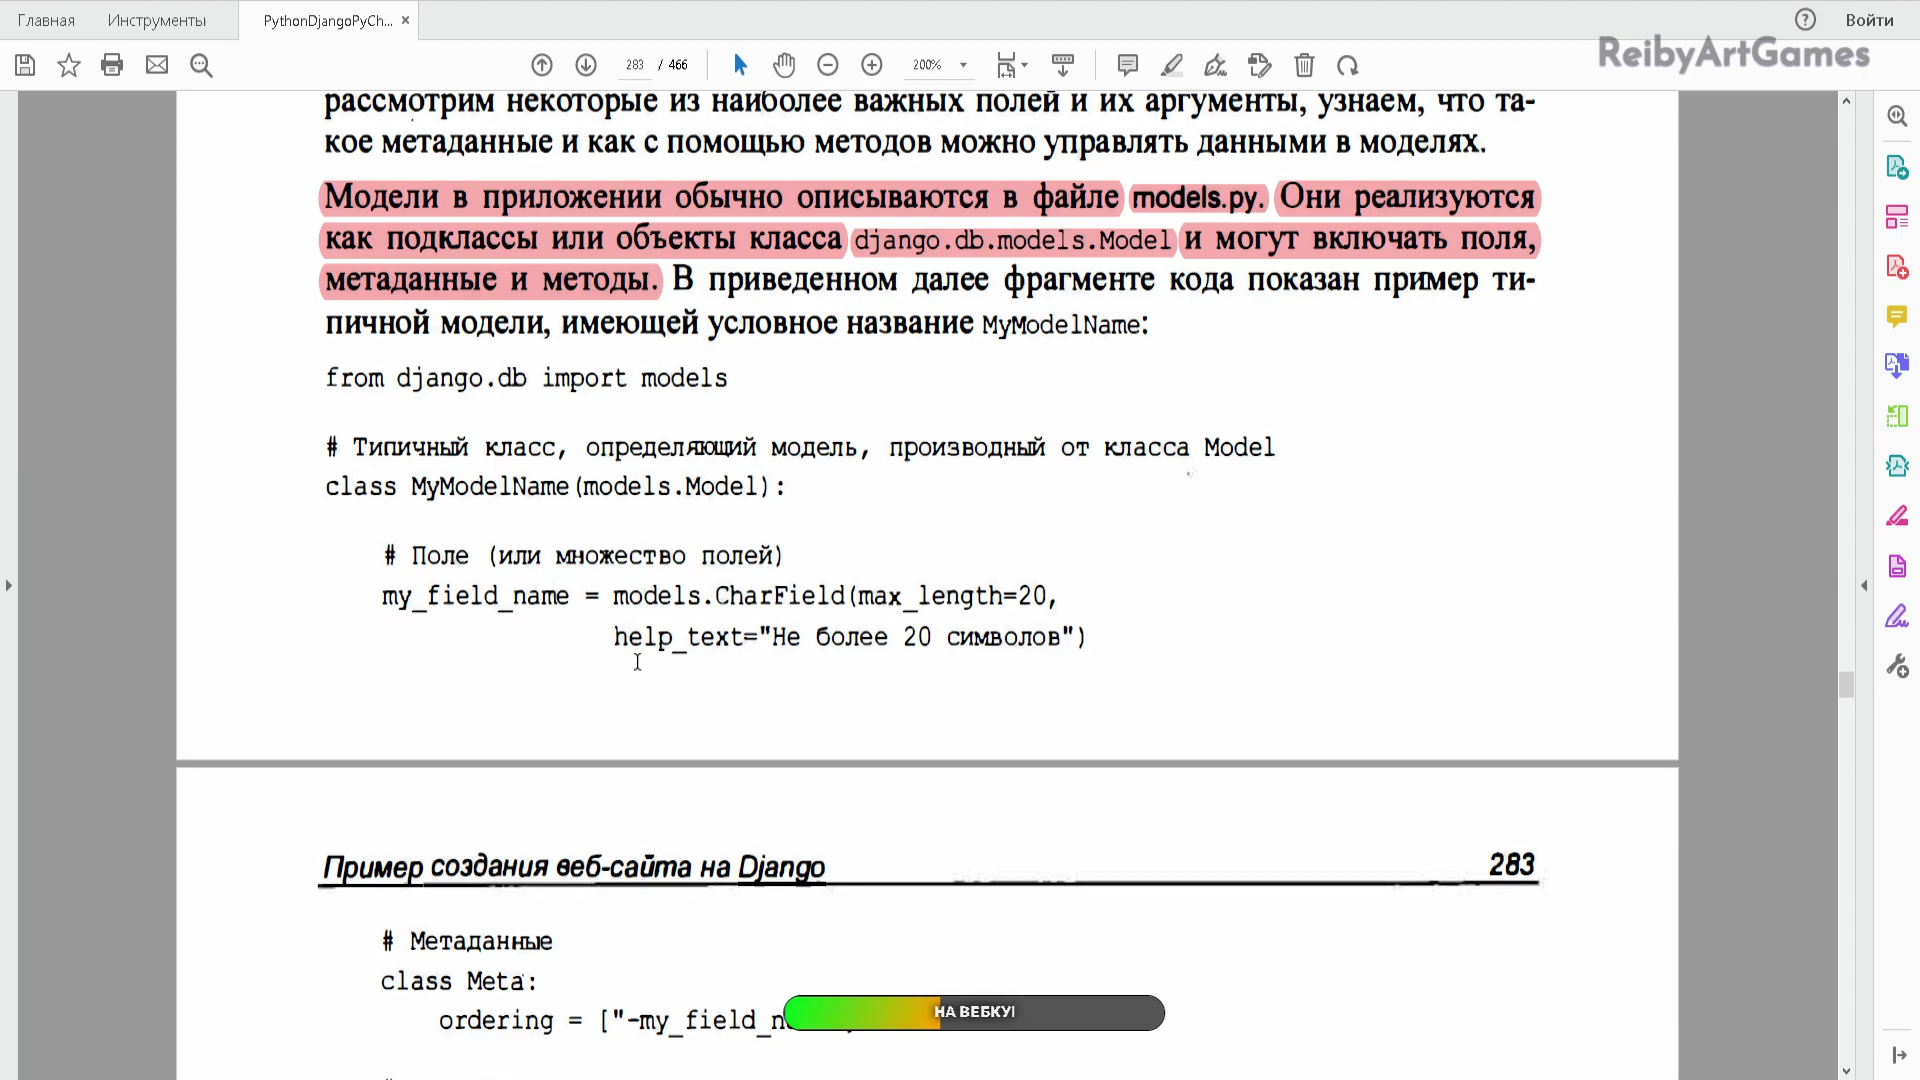 Главная Инструменты PythonDjangoPyCh... × Войти
ReibyArtGames
283 / 466 200%
рассмотрим некоторые из наиболее важных полей и их аргументы, узнаем, что та-
кое метаданные и как с помощью методов можно управлять данными в моделях.
Модели в приложении обычно описываются в файле models.py. Они реализуются
как подклассы или объекты класса django.db.models.Model и могут включать поля,
метаданные и методы. В приведенном далее фрагменте кода показан пример ти-
пичной модели, имеющей условное название MyModelName:
from django.db import models
# Типичный класс, определяющий модель, производный от класса Model
class MyModelName(models.Model):
# Поле (или множество полей)
my_field_name = models.CharField(max_length=20,
help_text="Не более 20 символов")
Пример создания веб-сайта на Django 283
# Метаданные
class Meta:
ordering = ["-my_field_n
НА ВЕБКУ!